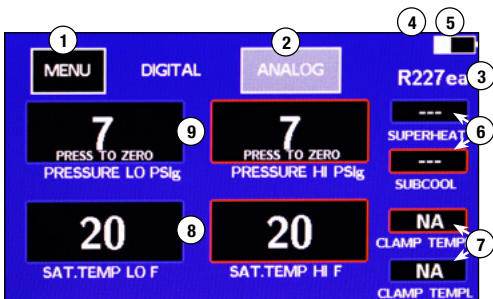 4 5
1 2
MENU DIGITAL ANALOG
R227ea 3
7 9 7 ---
PRESS TO ZERO PRESS TO ZERO SUPERHEAT 6
PRESSURE LO PSIg PRESSURE HI PSIg
---
SUBCOOL
20 8 20 NA
CLAMP TEMPL 7
SAT.TEMP LO F SAT.TEMP HI F NA
CLAMP TEMPL